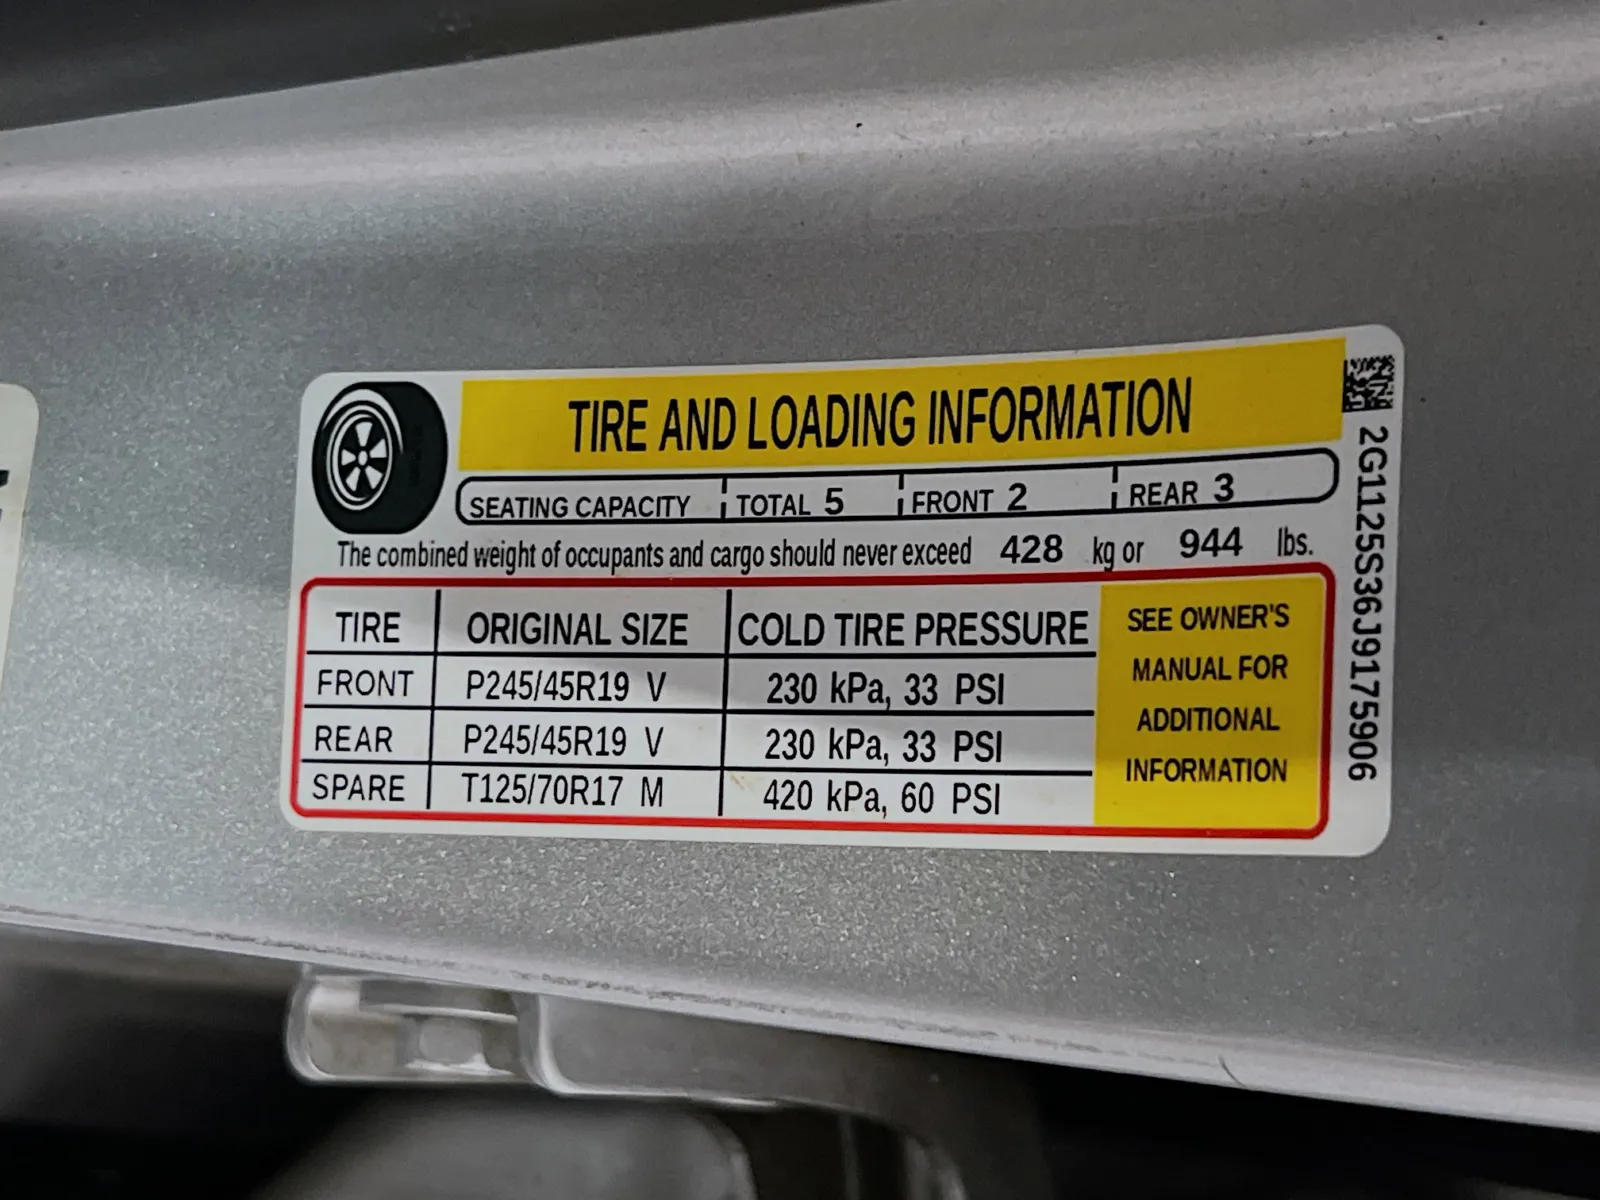 TIRE AND LOADING INFORMATION
SEATING CAPACITY TOTAL 5 FRONT 2 REAR 3
The combined weight of occupants and cargo should never exceed 428 kg or 944 lbs.
TIRE ORIGINAL SIZE COLD TIRE PRESSURE
FRONT P245/45R19 V 230 kPa, 33 PSI
REAR P245/45R19 V 230 kPa, 33 PSI
SPARE T125/70R17 M 420 kPa, 60 PSI
SEE OWNER'S
MANUAL FOR
ADDITIONAL
INFORMATION
2G1125S36J9175906